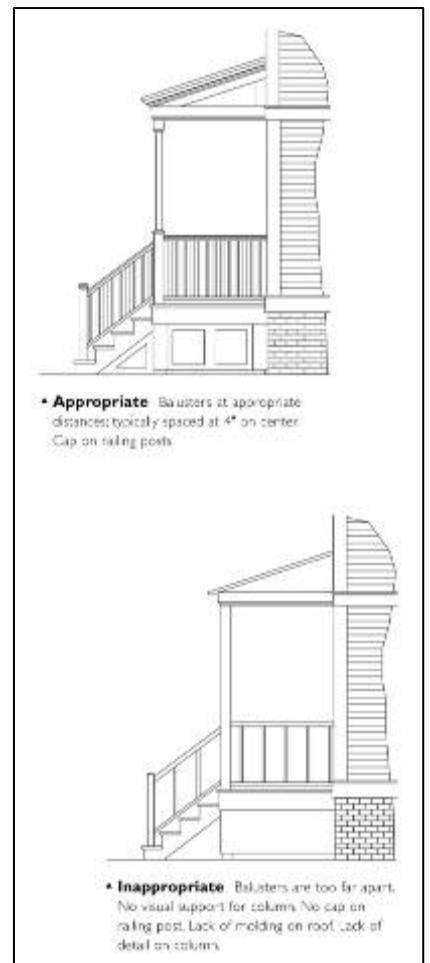 • Appropriate Balusters at appropriate
distances; typically spaced at 4" on center.
Cap on railing posts.
• Inappropriate Balusters are too far apart.
No visual support for column. No cap on
railing post. Lack of molding on roof. Lack of
detail on column.